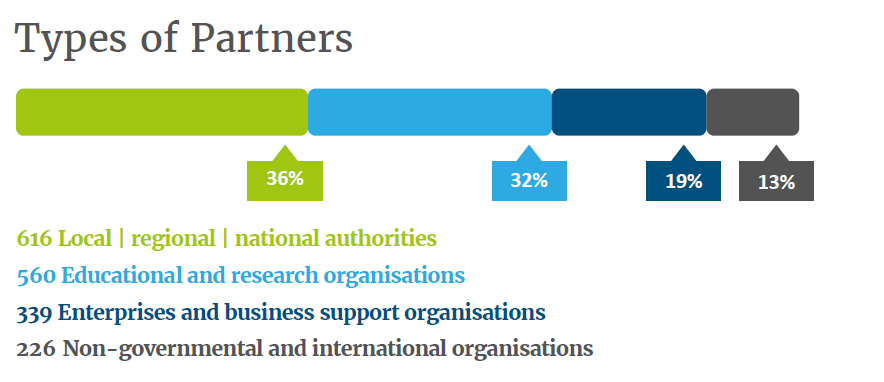 Types of Partners
36% 32% 19% 13%
616 Local | regional | national authorities
560 Educational and research organisations
339 Enterprises and business support organisations
226 Non-governmental and international organisations